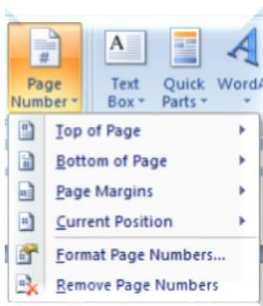 Page Text Quick WordA
Number Box Parts
Top of Page
Bottom of Page
Page Margins
Current Position
Format Page Numbers...
Remove Page Numbers